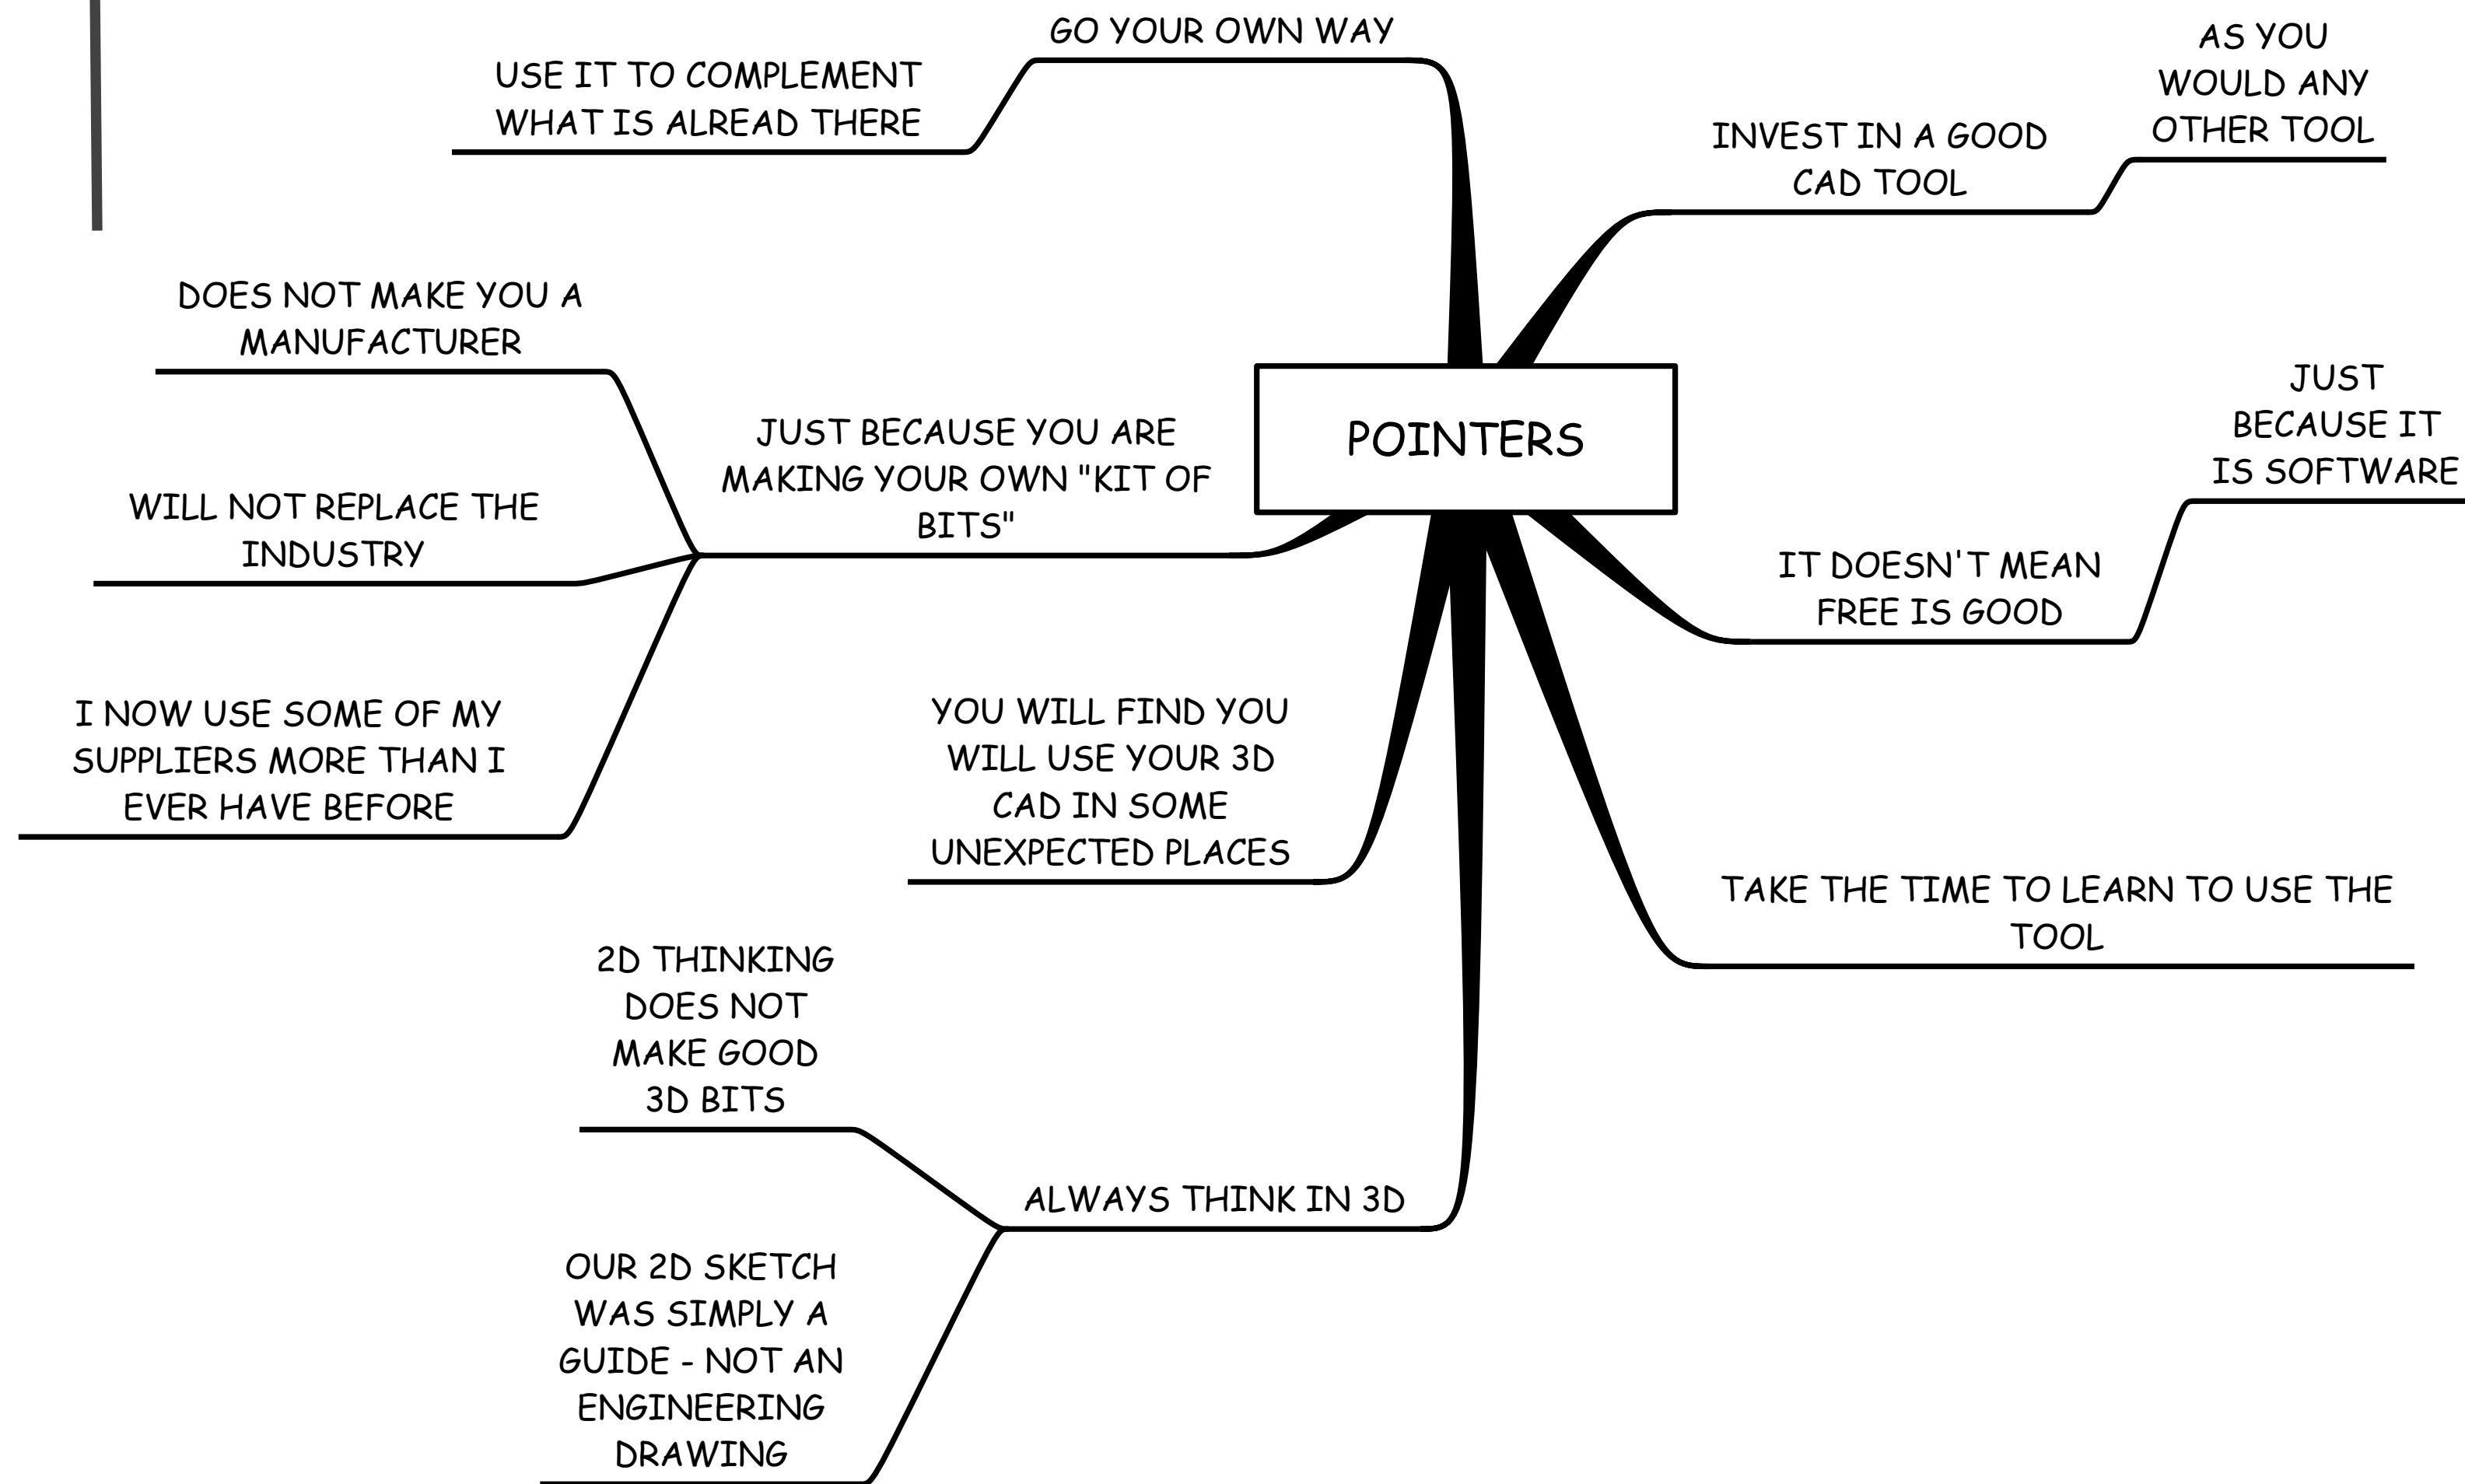 GO YOUR OWN WAY
USE IT TO COMPLEMENT
WHAT IS ALREAD THERE
AS YOU
WOULD ANY
OTHER TOOL
INVEST IN A GOOD
CAD TOOL
DOES NOT MAKE YOU A
MANUFACTURER
JUST BECAUSE YOU ARE
MAKING YOUR OWN "KIT OF
BITS"
WILL NOT REPLACE THE
INDUSTRY
I NOW USE SOME OF MY
SUPPLIERS MORE THAN I
EVER HAVE BEFORE
POINTERS
JUST
BECAUSE IT
IS SOFTWARE
IT DOESN'T MEAN
FREE IS GOOD
YOU WILL FIND YOU
WILL USE YOUR 3D
CAD IN SOME
UNEXPECTED PLACES
TAKE THE TIME TO LEARN TO USE THE
TOOL
2D THINKING
DOES NOT
MAKE GOOD
3D BITS
ALWAYS THINK IN 3D
OUR 2D SKETCH
WAS SIMPLY A
GUIDE - NOT AN
ENGINEERING
DRAWING